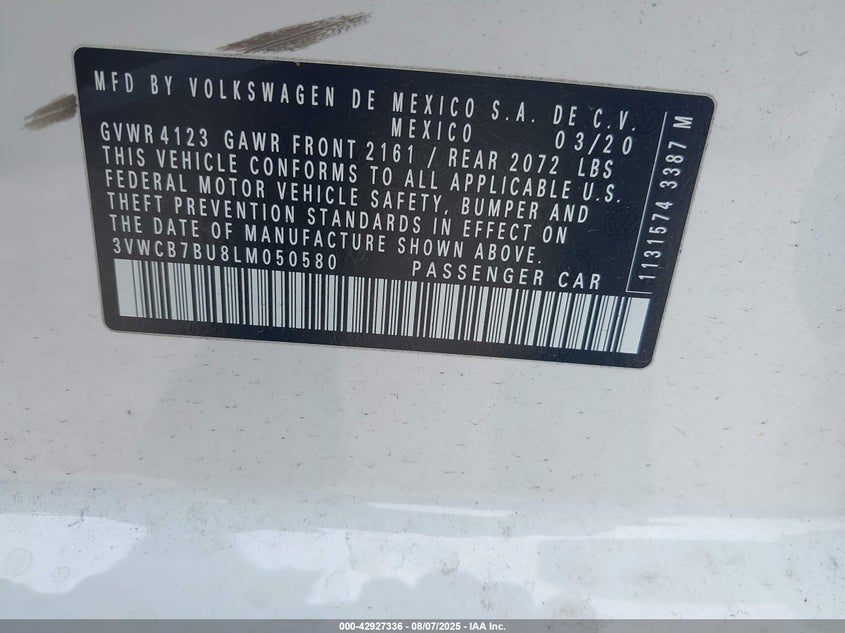 MFD BY VOLKSWAGEN DE MEXICO S.A. DE C.V.
MEXICO 03/20
GVWR 4123 GAWR FRONT 2161 / REAR 2072 LBS
THIS VEHICLE CONFORMS TO ALL APPLICABLE U.S.
FEDERAL MOTOR VEHICLE SAFETY, BUMPER AND
THEFT PREVENTION STANDARDS IN EFFECT ON
THE DATE OF MANUFACTURE SHOWN ABOVE.
3VWCB7BU8LM050580 PASSENGER CAR
1131574 3387 M
000-42927336 - 08/07/2025 - IAA Inc.